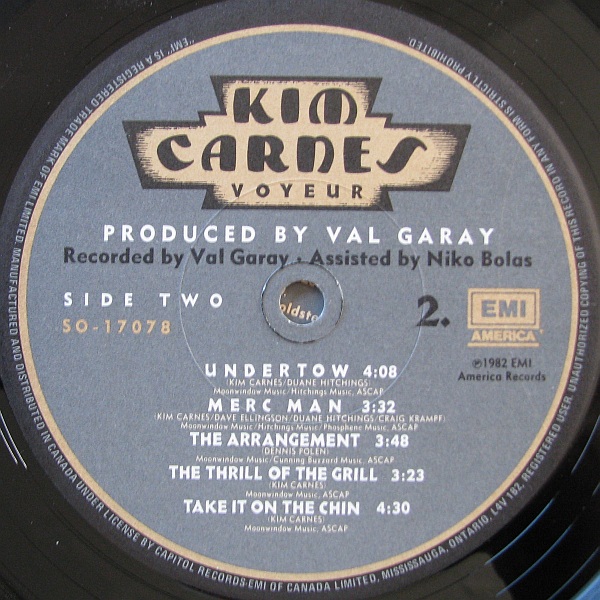 KIM
CARNES
VOYEUR
PRODUCED BY VAL GARAY
Recorded by Val Garay · Assisted by Niko Bolas
SIDE TWO
SO-17078
2.
EMI
AMERICA
℗1982 EMI
America Records
UNDERTOW 4:08
(KIM CARNES/DUANE HITCHINGS)
Moonwindow Music/Hitchings Music, ASCAP
MERC MAN 3:32
(KIM CARNES/DAVE ELLINGSON/DUANE HITCHINGS/CRAIG KRAMPF)
Moonwindow Music/Hitchings Music/Phosphene Music, ASCAP
THE ARRANGEMENT 3:48
(DENNIS POLEN)
Moonwindow Music/Cunning Buzzard Music, ASCAP
THE THRILL OF THE GRILL 3:23
(KIM CARNES)
Moonwindow Music, ASCAP
TAKE IT ON THE CHIN 4:30
(KIM CARNES)
Moonwindow Music, ASCAP
"EMI" IS A REGISTERED TRADE MARK OF EMI LIMITED. MANUFACTURED AND DISTRIBUTED IN CANADA UNDER LICENSE BY CAPITOL RECORDS-EMI OF CANADA LIMITED, MISSISSAUGA, ONTARIO, L4V 1B2, REGISTERED USER. UNAUTHORIZED COPYING OF THIS RECORD IN ANY FORM IS STRICTLY PROHIBITED.